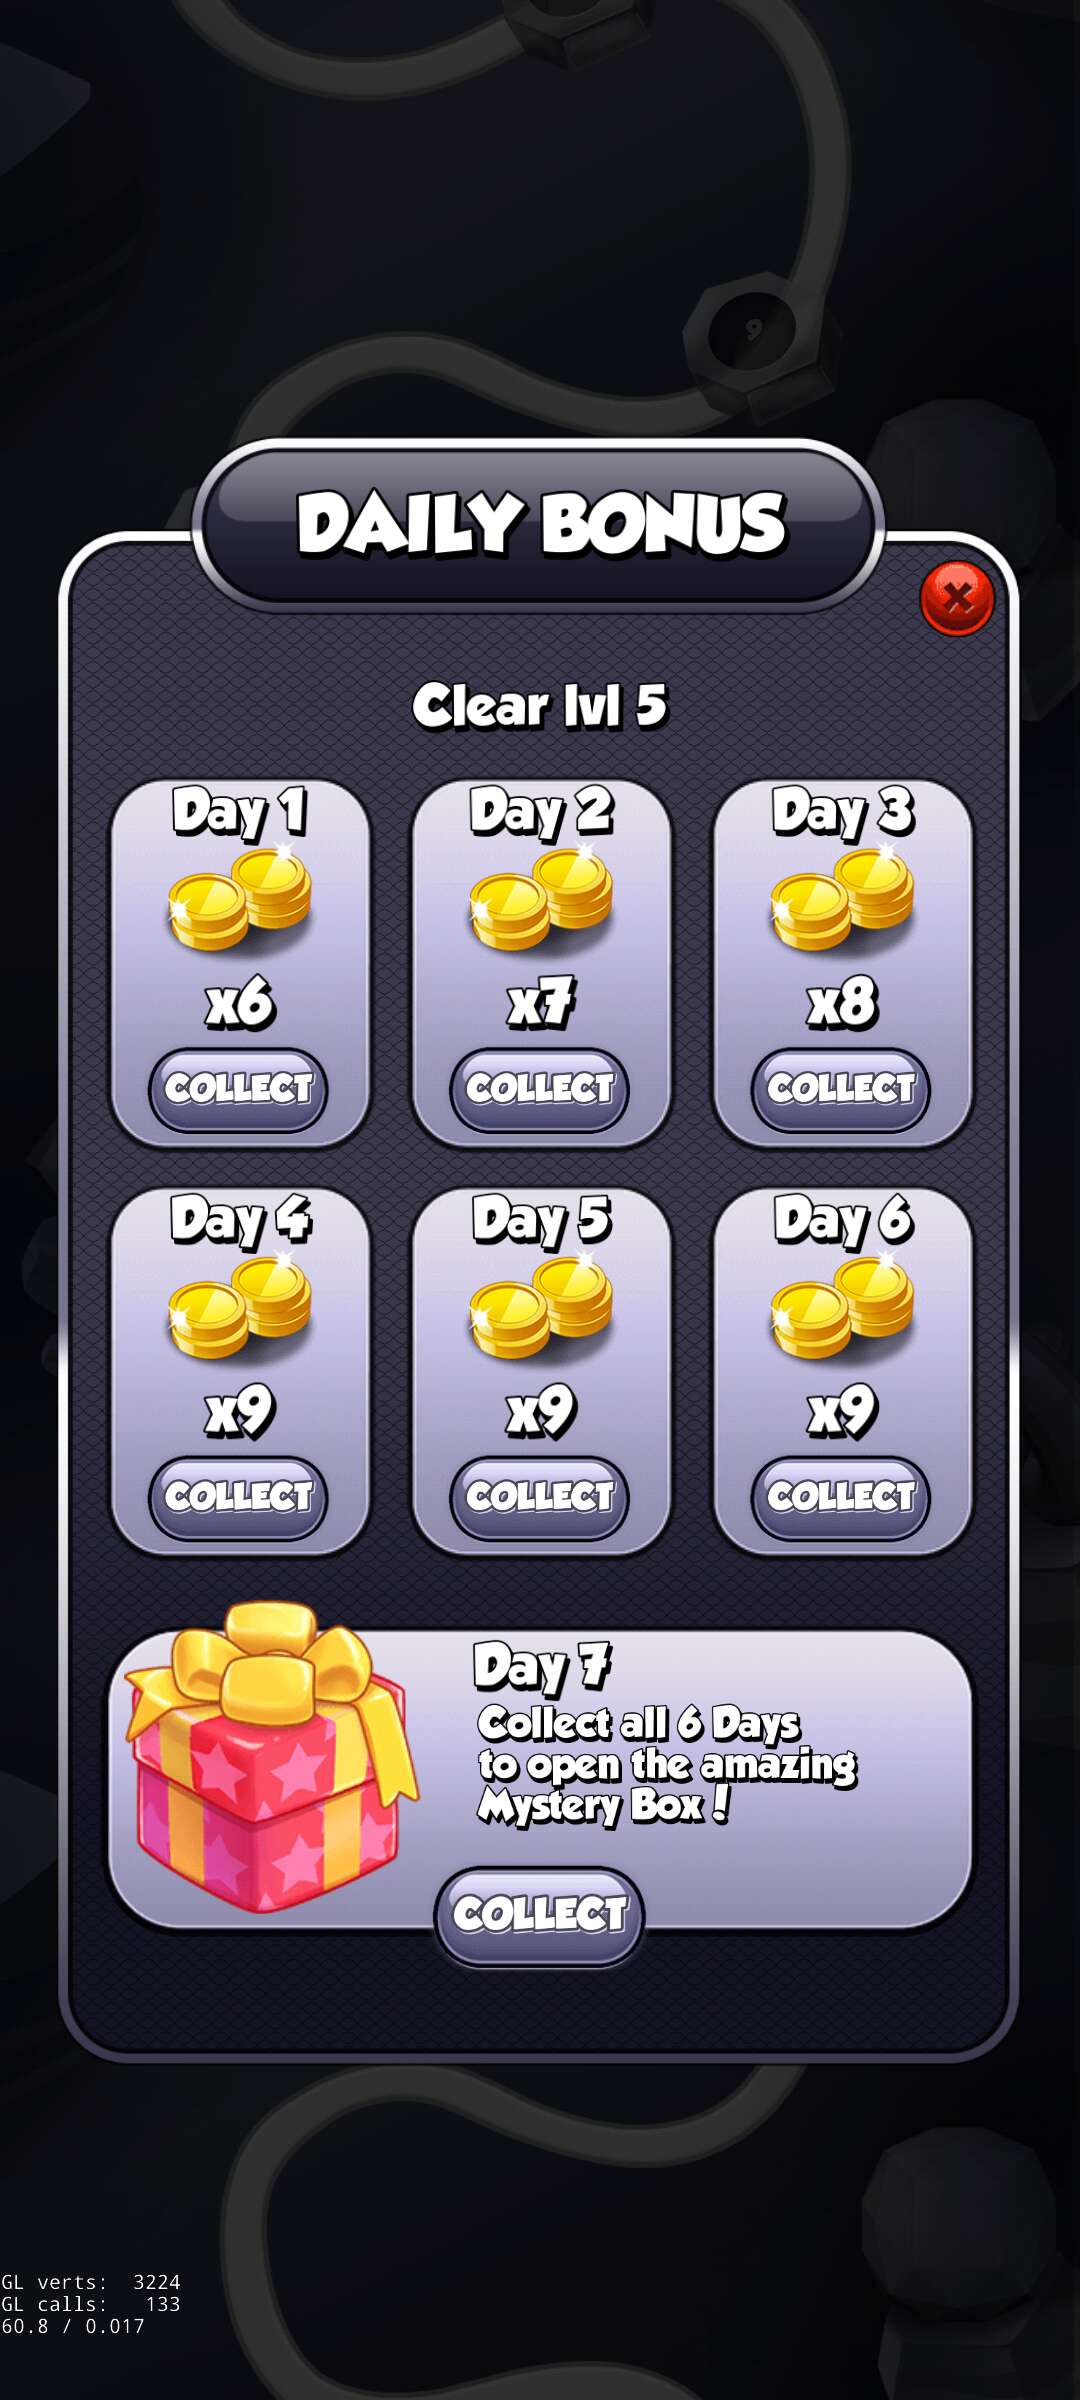 9
DAILY BONUS
Clear lvl 5
Day 1
x6
COLLECT
Day 2
x7
COLLECT
Day 3
x8
COLLECT
Day 4
x9
COLLECT
Day 5
x9
COLLECT
Day 6
x9
COLLECT
Day 7
Collect all 6 Days
to open the amazing
Mystery Box!
COLLECT
GL verts: 3224
GL calls: 133
60.8 / 0.017